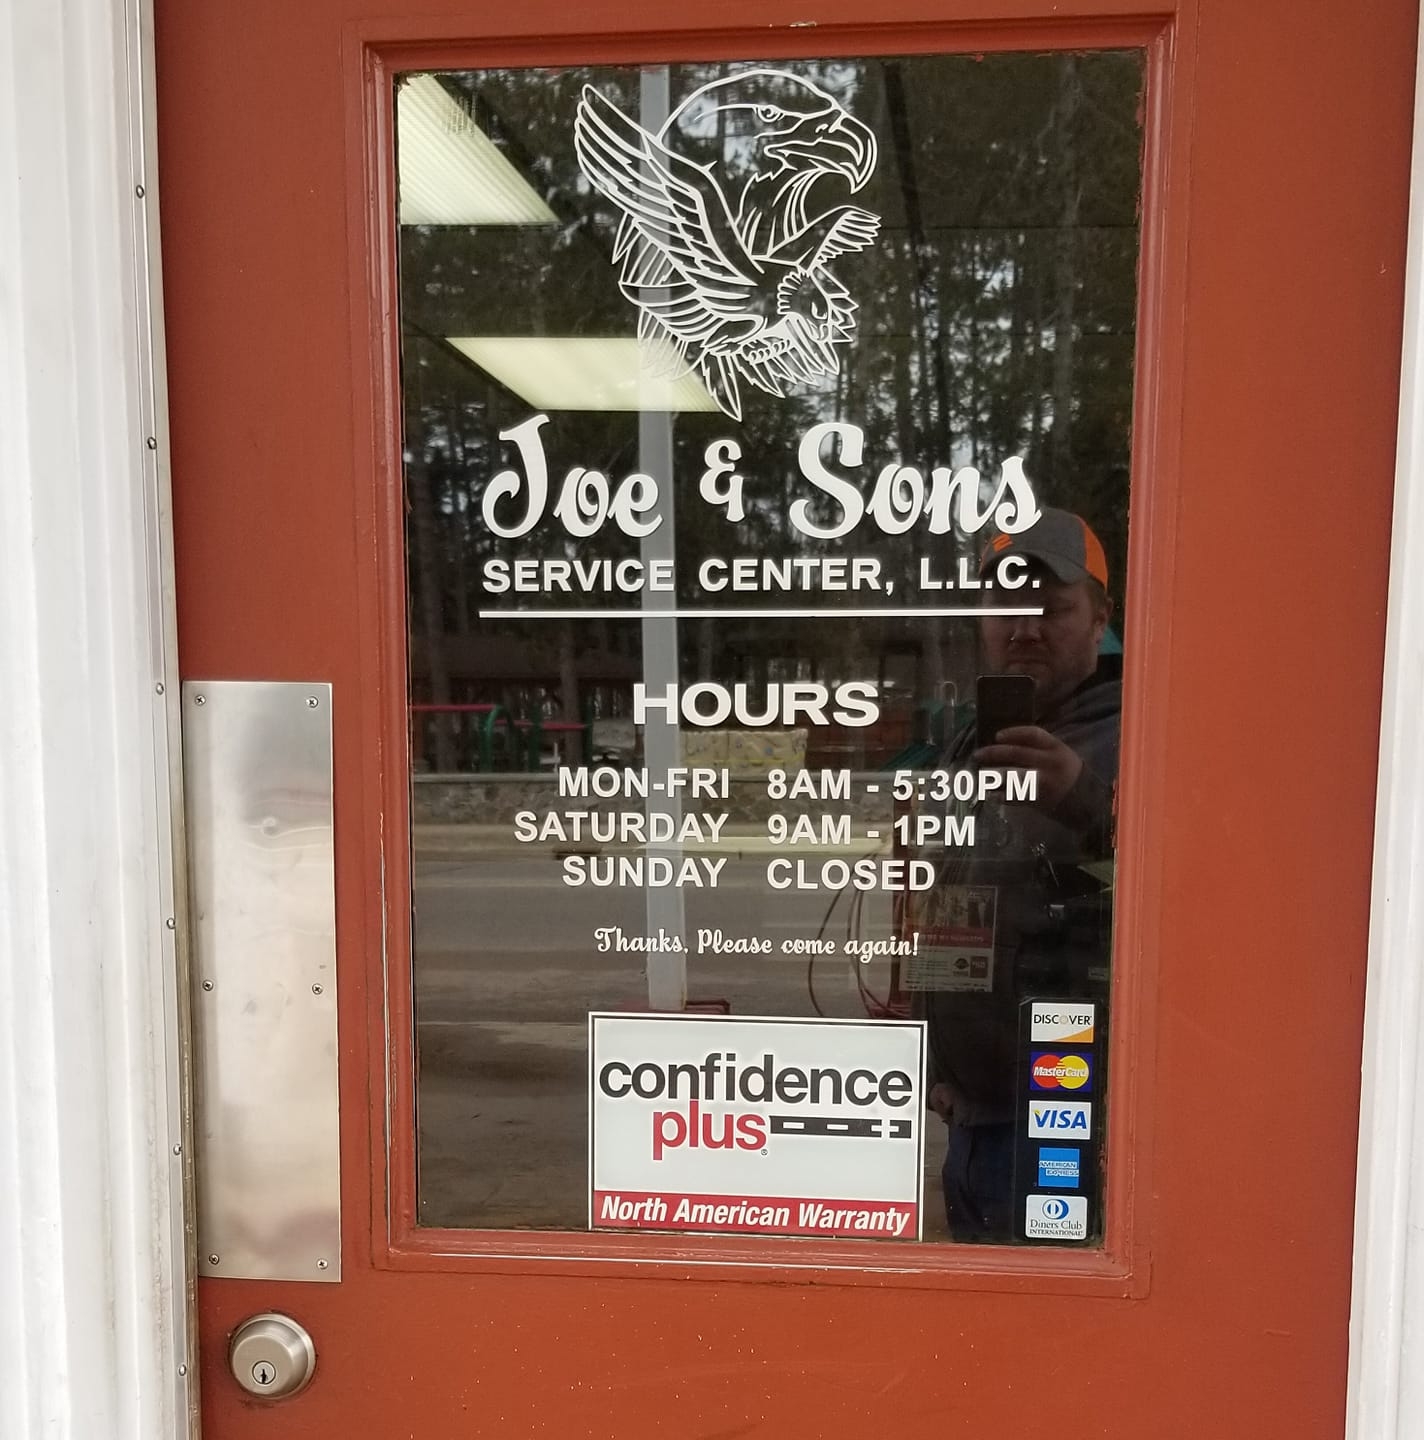 Joe & Sons
SERVICE CENTER, L.L.C.
HOURS
MON-FRI 8AM - 5:30PM
SATURDAY 9AM - 1PM
SUNDAY CLOSED
Thanks, Please come again!
confidence
plus®
North American Warranty
DISCOVER
MasterCard
VISA
AMERICAN
EXPRESS
Diners Club
INTERNATIONAL